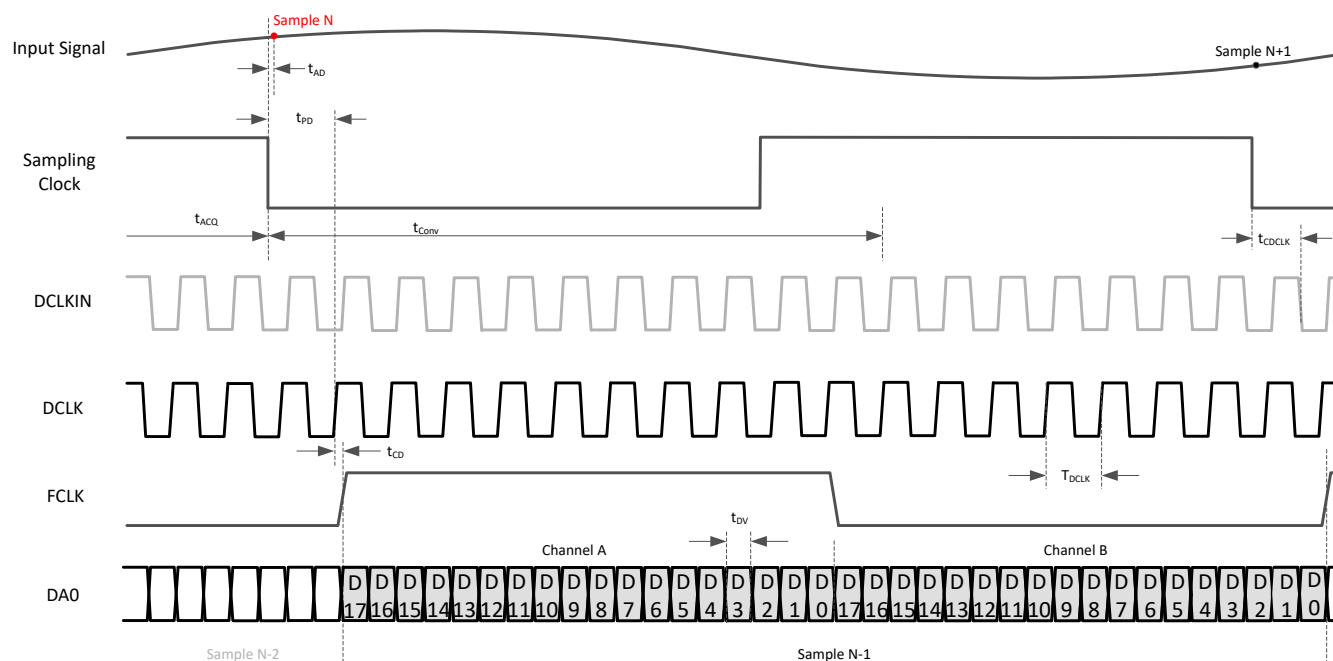 Sample N
Input Signal
Sample N+1
tAD
tPD
Sampling
Clock
tACQ
tConv
tCDCLK
DCLKIN
DCLK
tCD
TDCLK
FCLK
tDV
Channel A
Channel B
DA0
D D D D D D D D D D D D D D D D D D D D D D D D D D D D D D D D D D D D
17 16 15 14 13 12 11 10 9 8 7 6 5 4 3 2 1 0 17 16 15 14 13 12 11 10 9 8 7 6 5 4 3 2 1 0
Sample N-2
Sample N-1